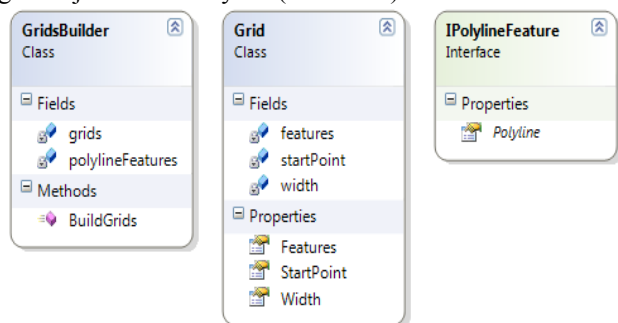 GridsBuilder
Class
Fields
grids
polylineFeatures
Methods
BuildGrids
Grid
Class
Fields
features
startPoint
width
Properties
Features
StartPoint
Width
IPolylineFeature
Interface
Properties
Polyline